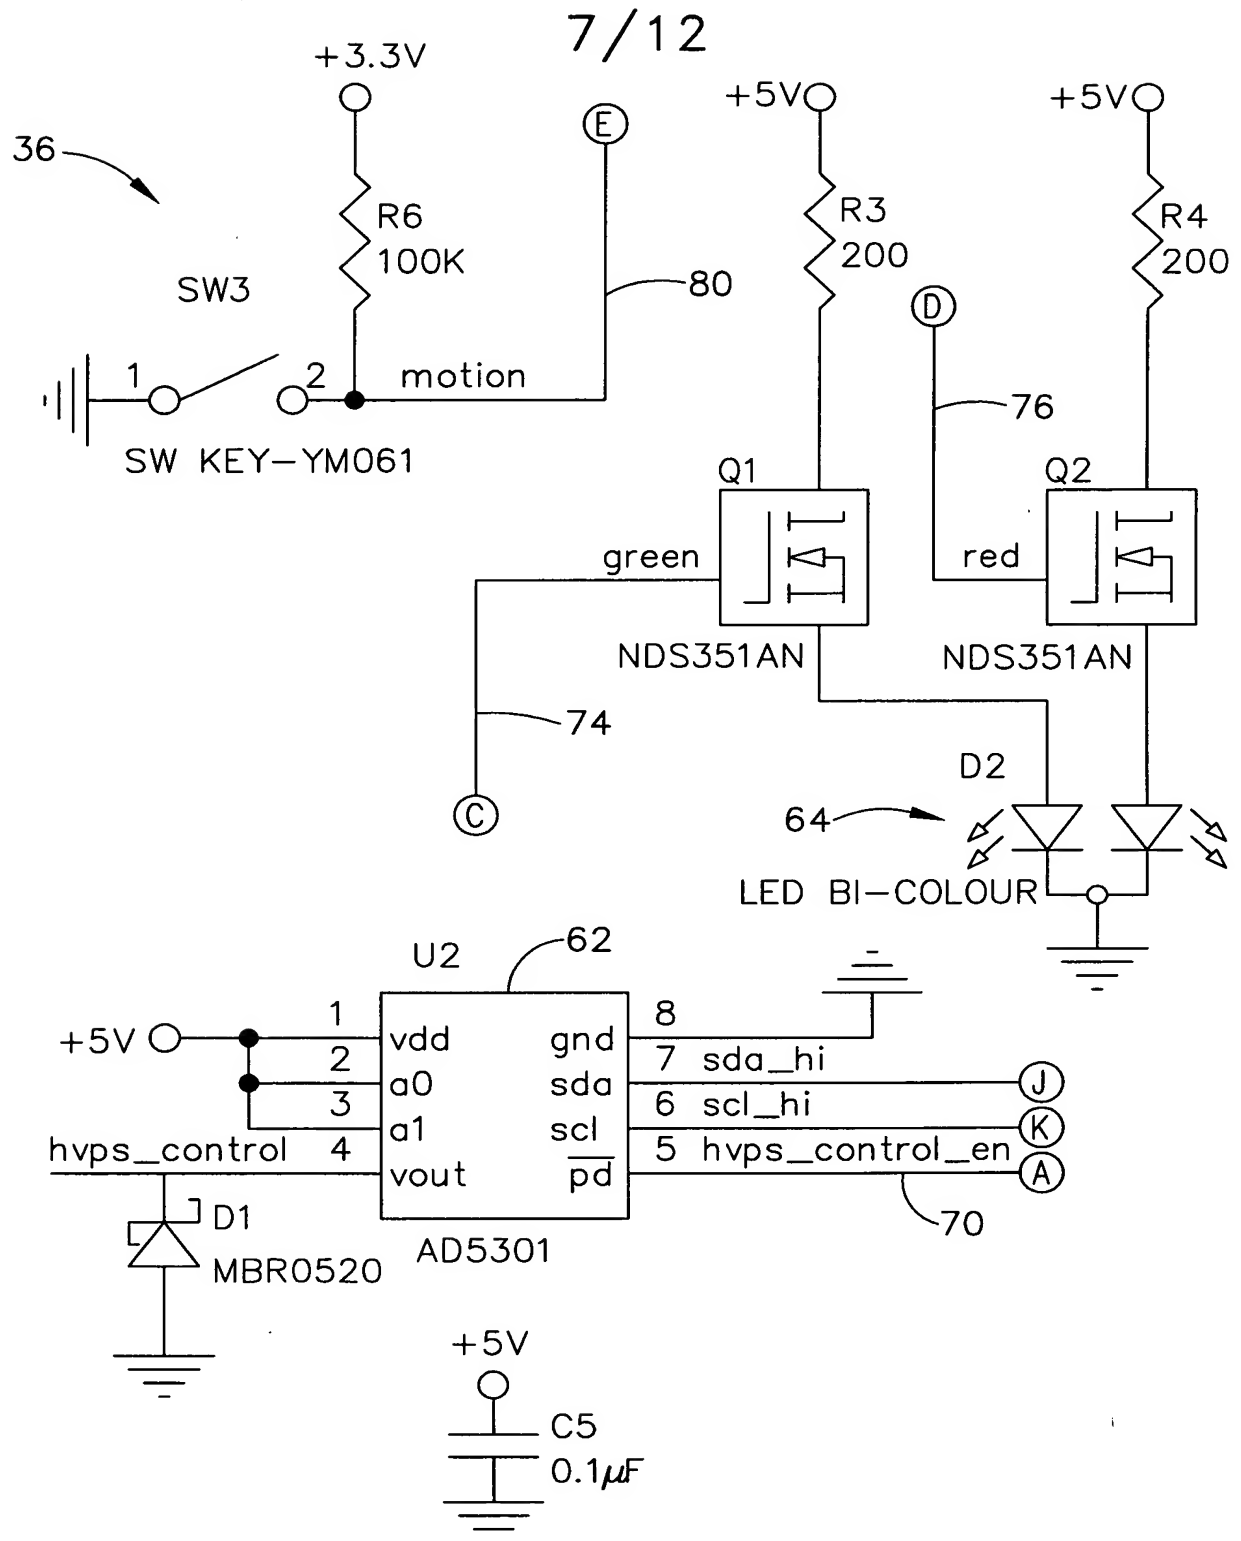 7/12
+3.3V
+5V
+5V
E
36
R6
100K
R3
200
R4
200
SW3
80
D
1
2
motion
76
SW KEY-YM061
Q1
Q2
green
red
NDS351AN
NDS351AN
74
D2
C
64
LED BI-COLOUR
U2
62
+5V
1
vdd
gnd
8
2
a0
sda
7
sda_hi
J
3
a1
scl
6
scl_hi
K
hvps_control
4
vout
pd
5
hvps_control_en
A
D1
MBR0520
AD5301
70
+5V
C5
0.1µF